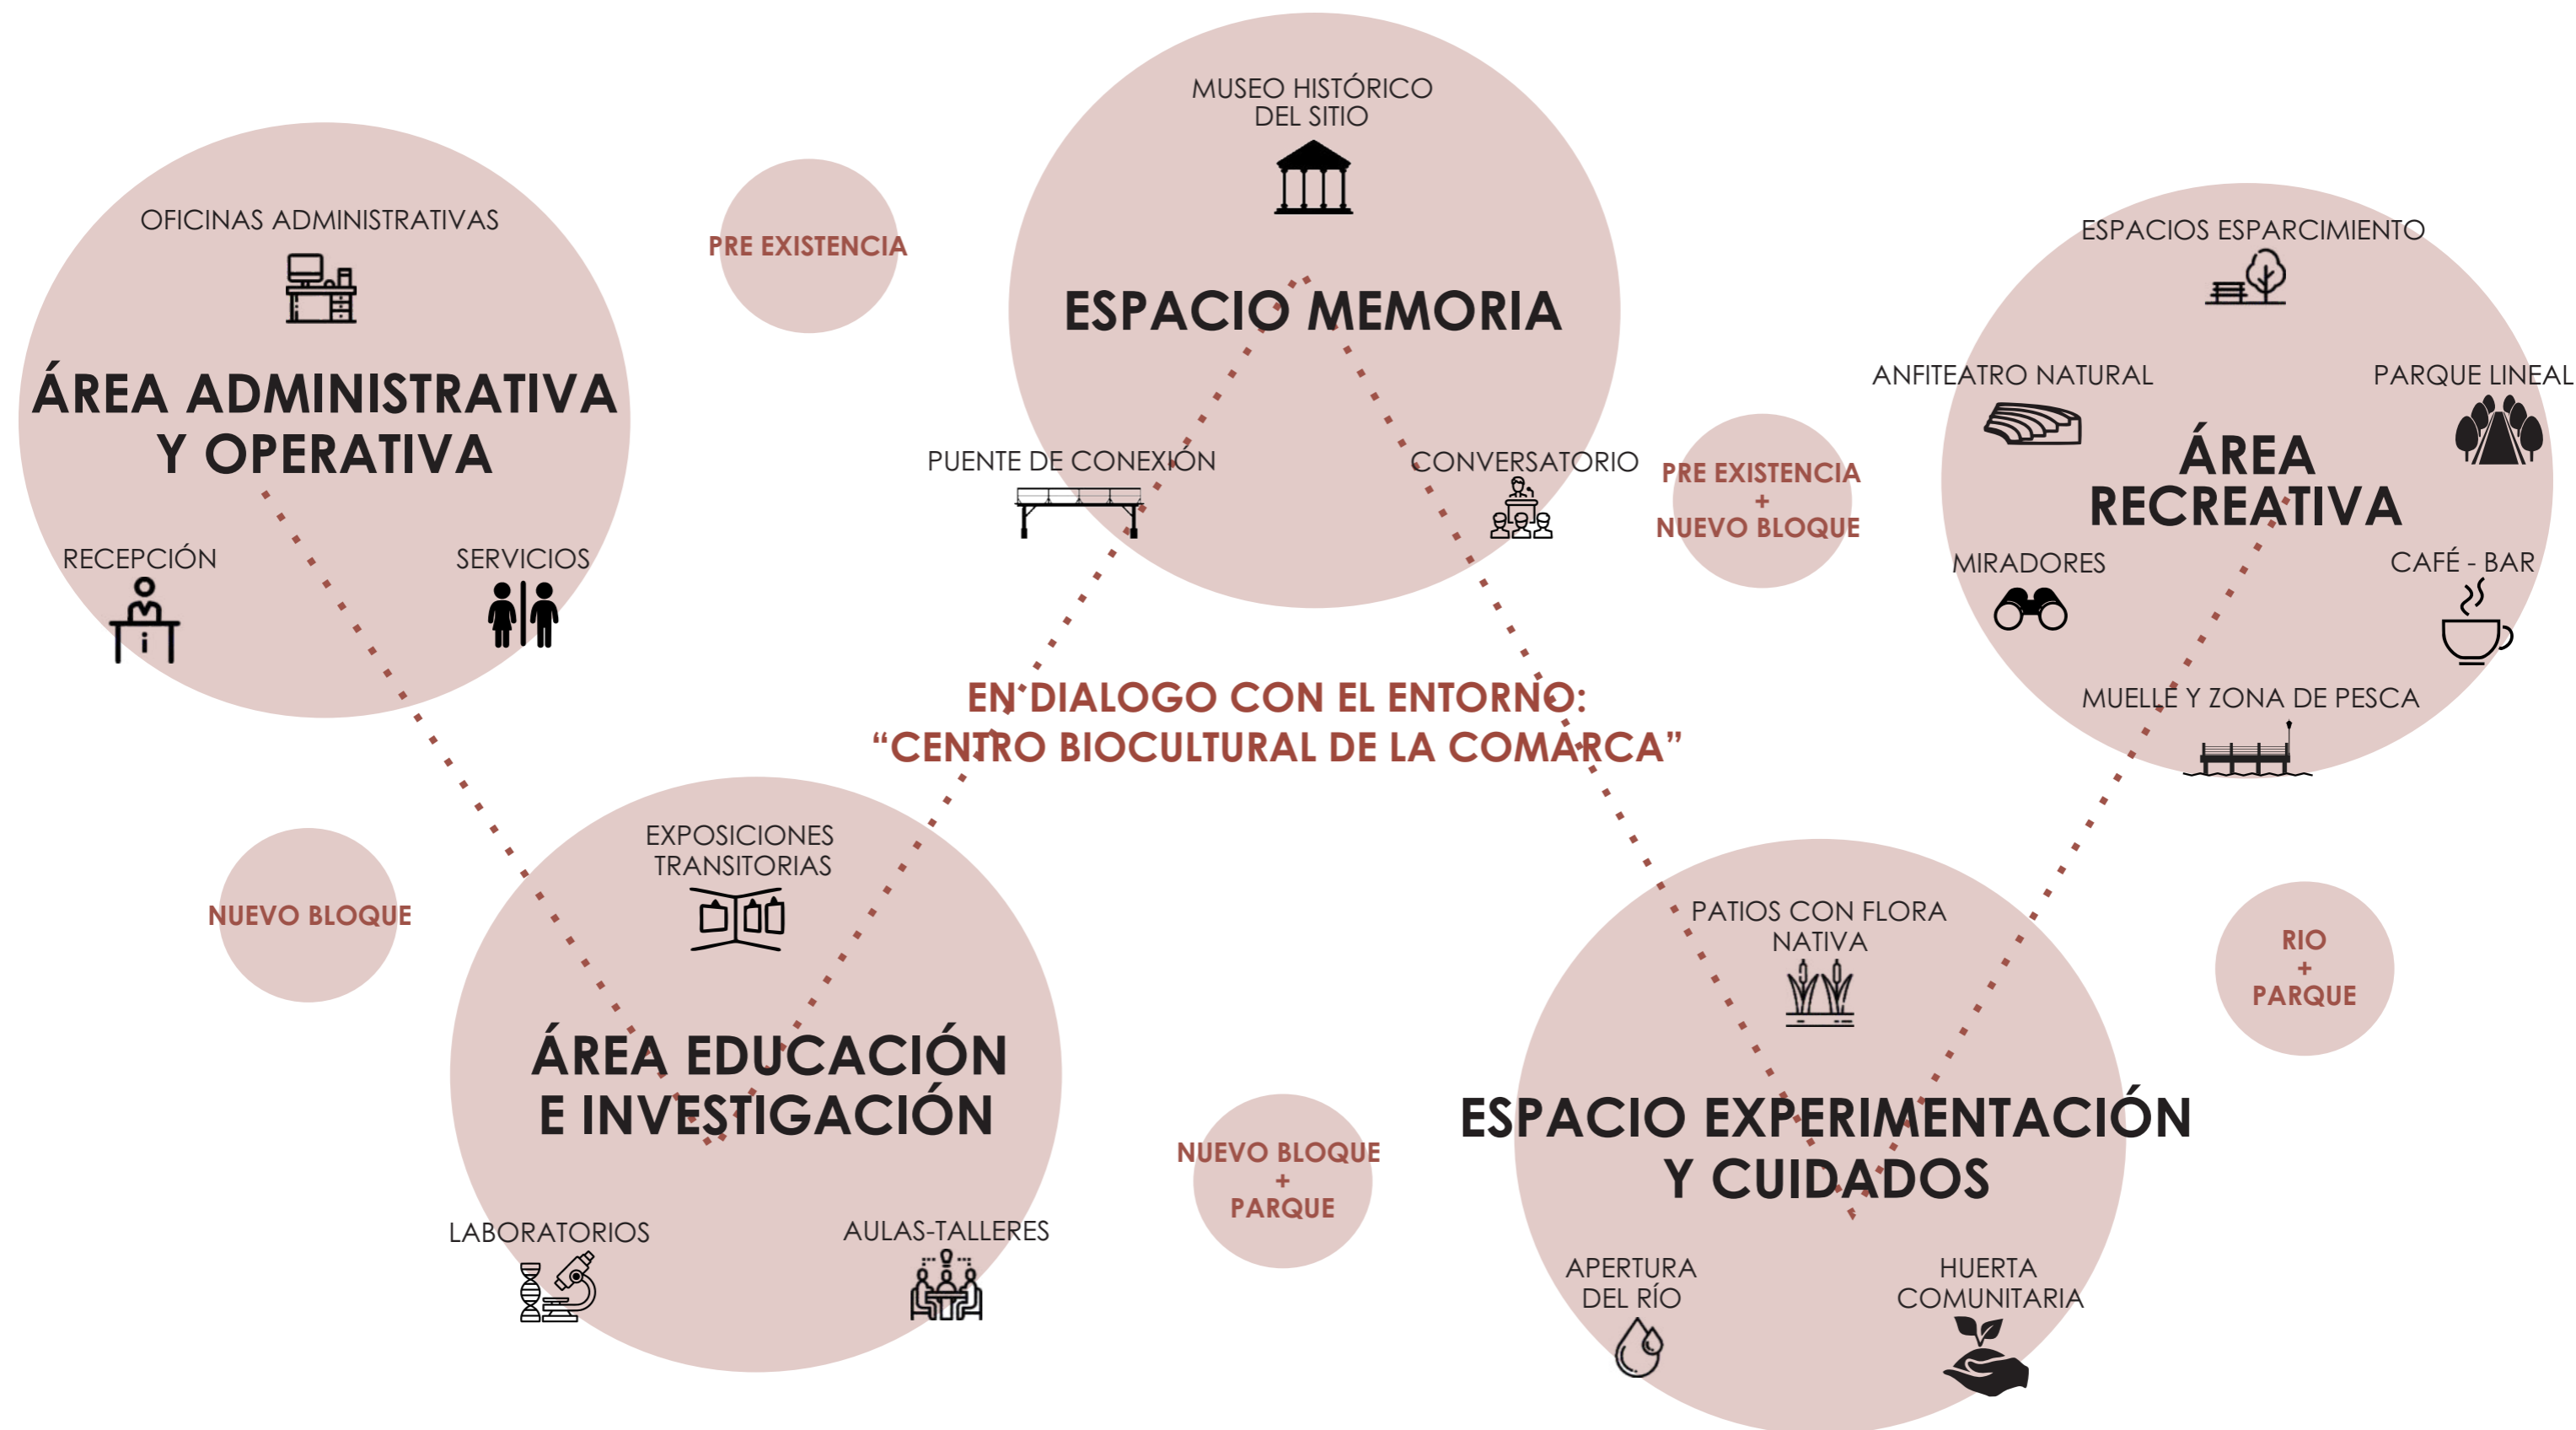 OFICINAS ADMINISTRATIVAS
ÁREA ADMINISTRATIVA
Y OPERATIVA
RECEPCIÓN
SERVICIOS
PRE EXISTENCIA
MUSEO HISTÓRICO
DEL SITIO
ESPACIO MEMORIA
PUENTE DE CONEXIÓN
CONVERSATORIO
PRE EXISTENCIA
+
NUEVO BLOQUE
ESPACIOS ESPARCIMIENTO
ANFITEATRO NATURAL
PARQUE LINEAL
ÁREA
RECREATIVA
MIRADORES
CAFÉ - BAR
MUELLE Y ZONA DE PESCA
EN DIALOGO CON EL ENTORNO:
“CENTRO BIOCULTURAL DE LA COMARCA”
NUEVO BLOQUE
EXPOSICIONES
TRANSITORIAS
ÁREA EDUCACIÓN
E INVESTIGACIÓN
LABORATORIOS
AULAS-TALLERES
NUEVO BLOQUE
+
PARQUE
PATIOS CON FLORA
NATIVA
ESPACIO EXPERIMENTACIÓN
Y CUIDADOS
APERTURA
DEL RÍO
HUERTA
COMUNITARIA
RIO
+
PARQUE